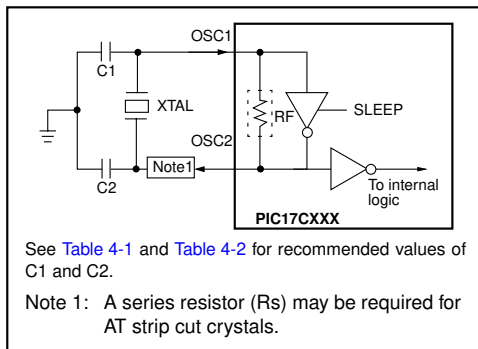 OSC1
C1
XTAL
RF
SLEEP
OSC2
Note1
C2
To internal
logic
PIC17CXXX
See Table 4-1 and Table 4-2 for recommended values of
C1 and C2.
Note 1: A series resistor (Rs) may be required for
AT strip cut crystals.